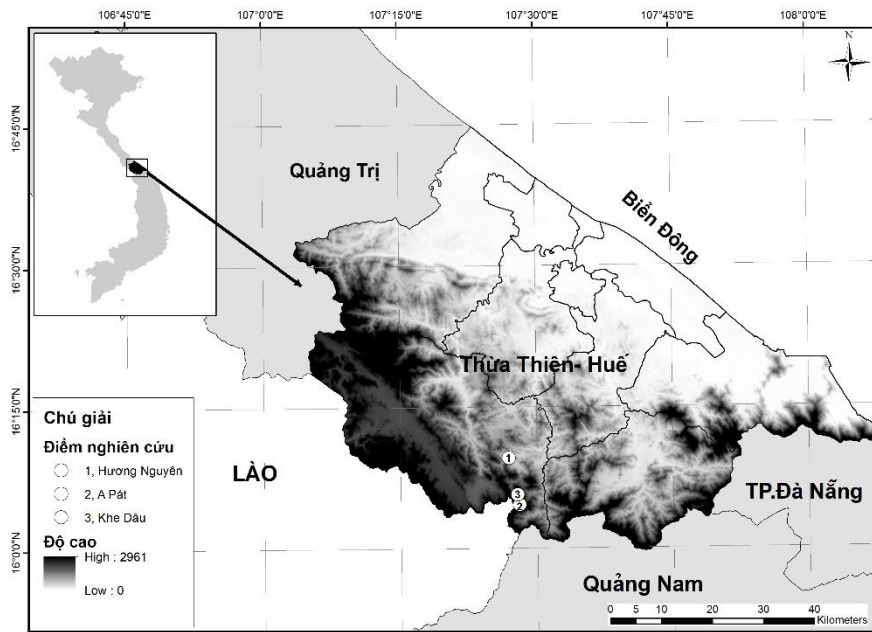 106°45'0"E
107°0'0"E
107°15'0"E
107°30'0"E
107°45'0"E
108°0'0"E
N
16°45'0"N
16°30'0"N
16°15'0"N
16°0'0"N
Quảng Trị
Biển Đông
Thừa Thiên- Huế
LÀO
TP.Đà Nẵng
Quảng Nam
1
3
2
Chú giải
Điểm nghiên cứu
1, Hương Nguyên
2, A Pát
3, Khe Dâu
Độ cao
High : 2961
Low : 0
0 5 10 20 30 40
Kilometers